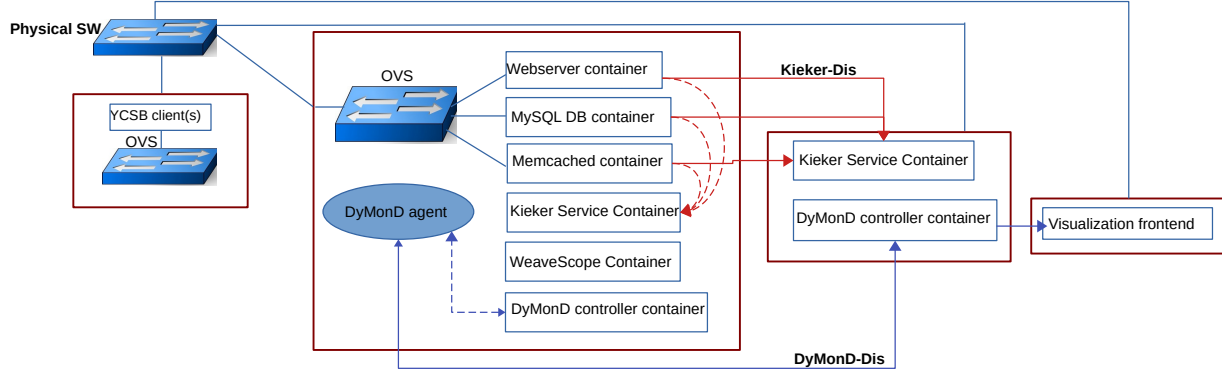 Physical SW
YCSB client(s)
OVS
OVS
Webserver container
MySQL DB container
Memcached container
DyMonD agent
Kieker Service Container
WeaveScope Container
DyMonD controller container
Kieker-Dis
Kieker Service Container
DyMonD controller container
Visualization frontend
DyMonD-Dis